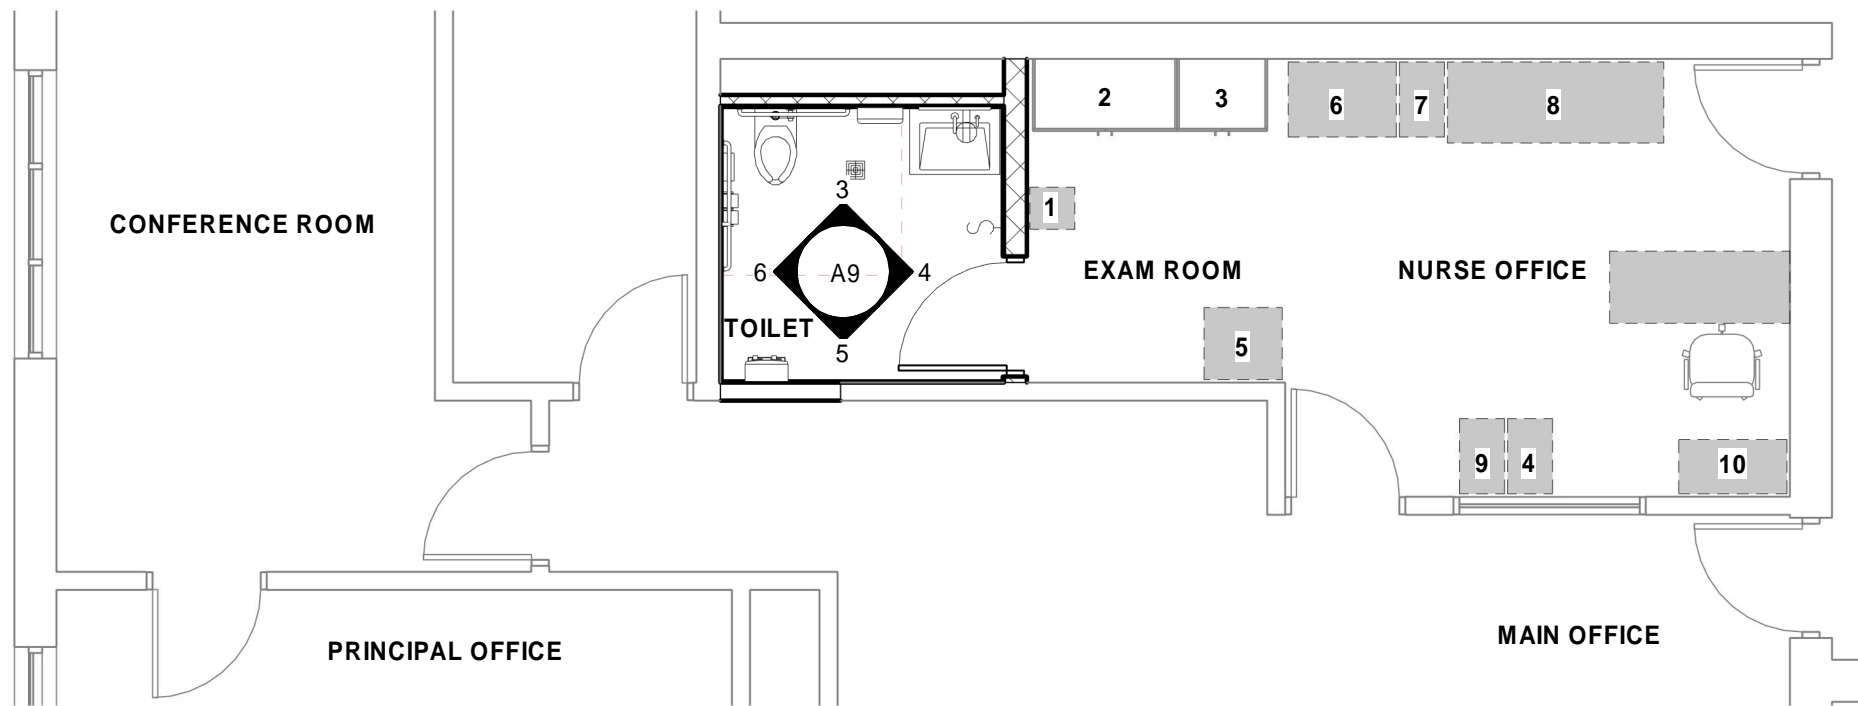 2
3
6
7
8
3
1
CONFERENCE ROOM
S
6
A9
4
EXAM ROOM
NURSE OFFICE
TOILET
5
5
9
4
10
PRINCIPAL OFFICE
MAIN OFFICE